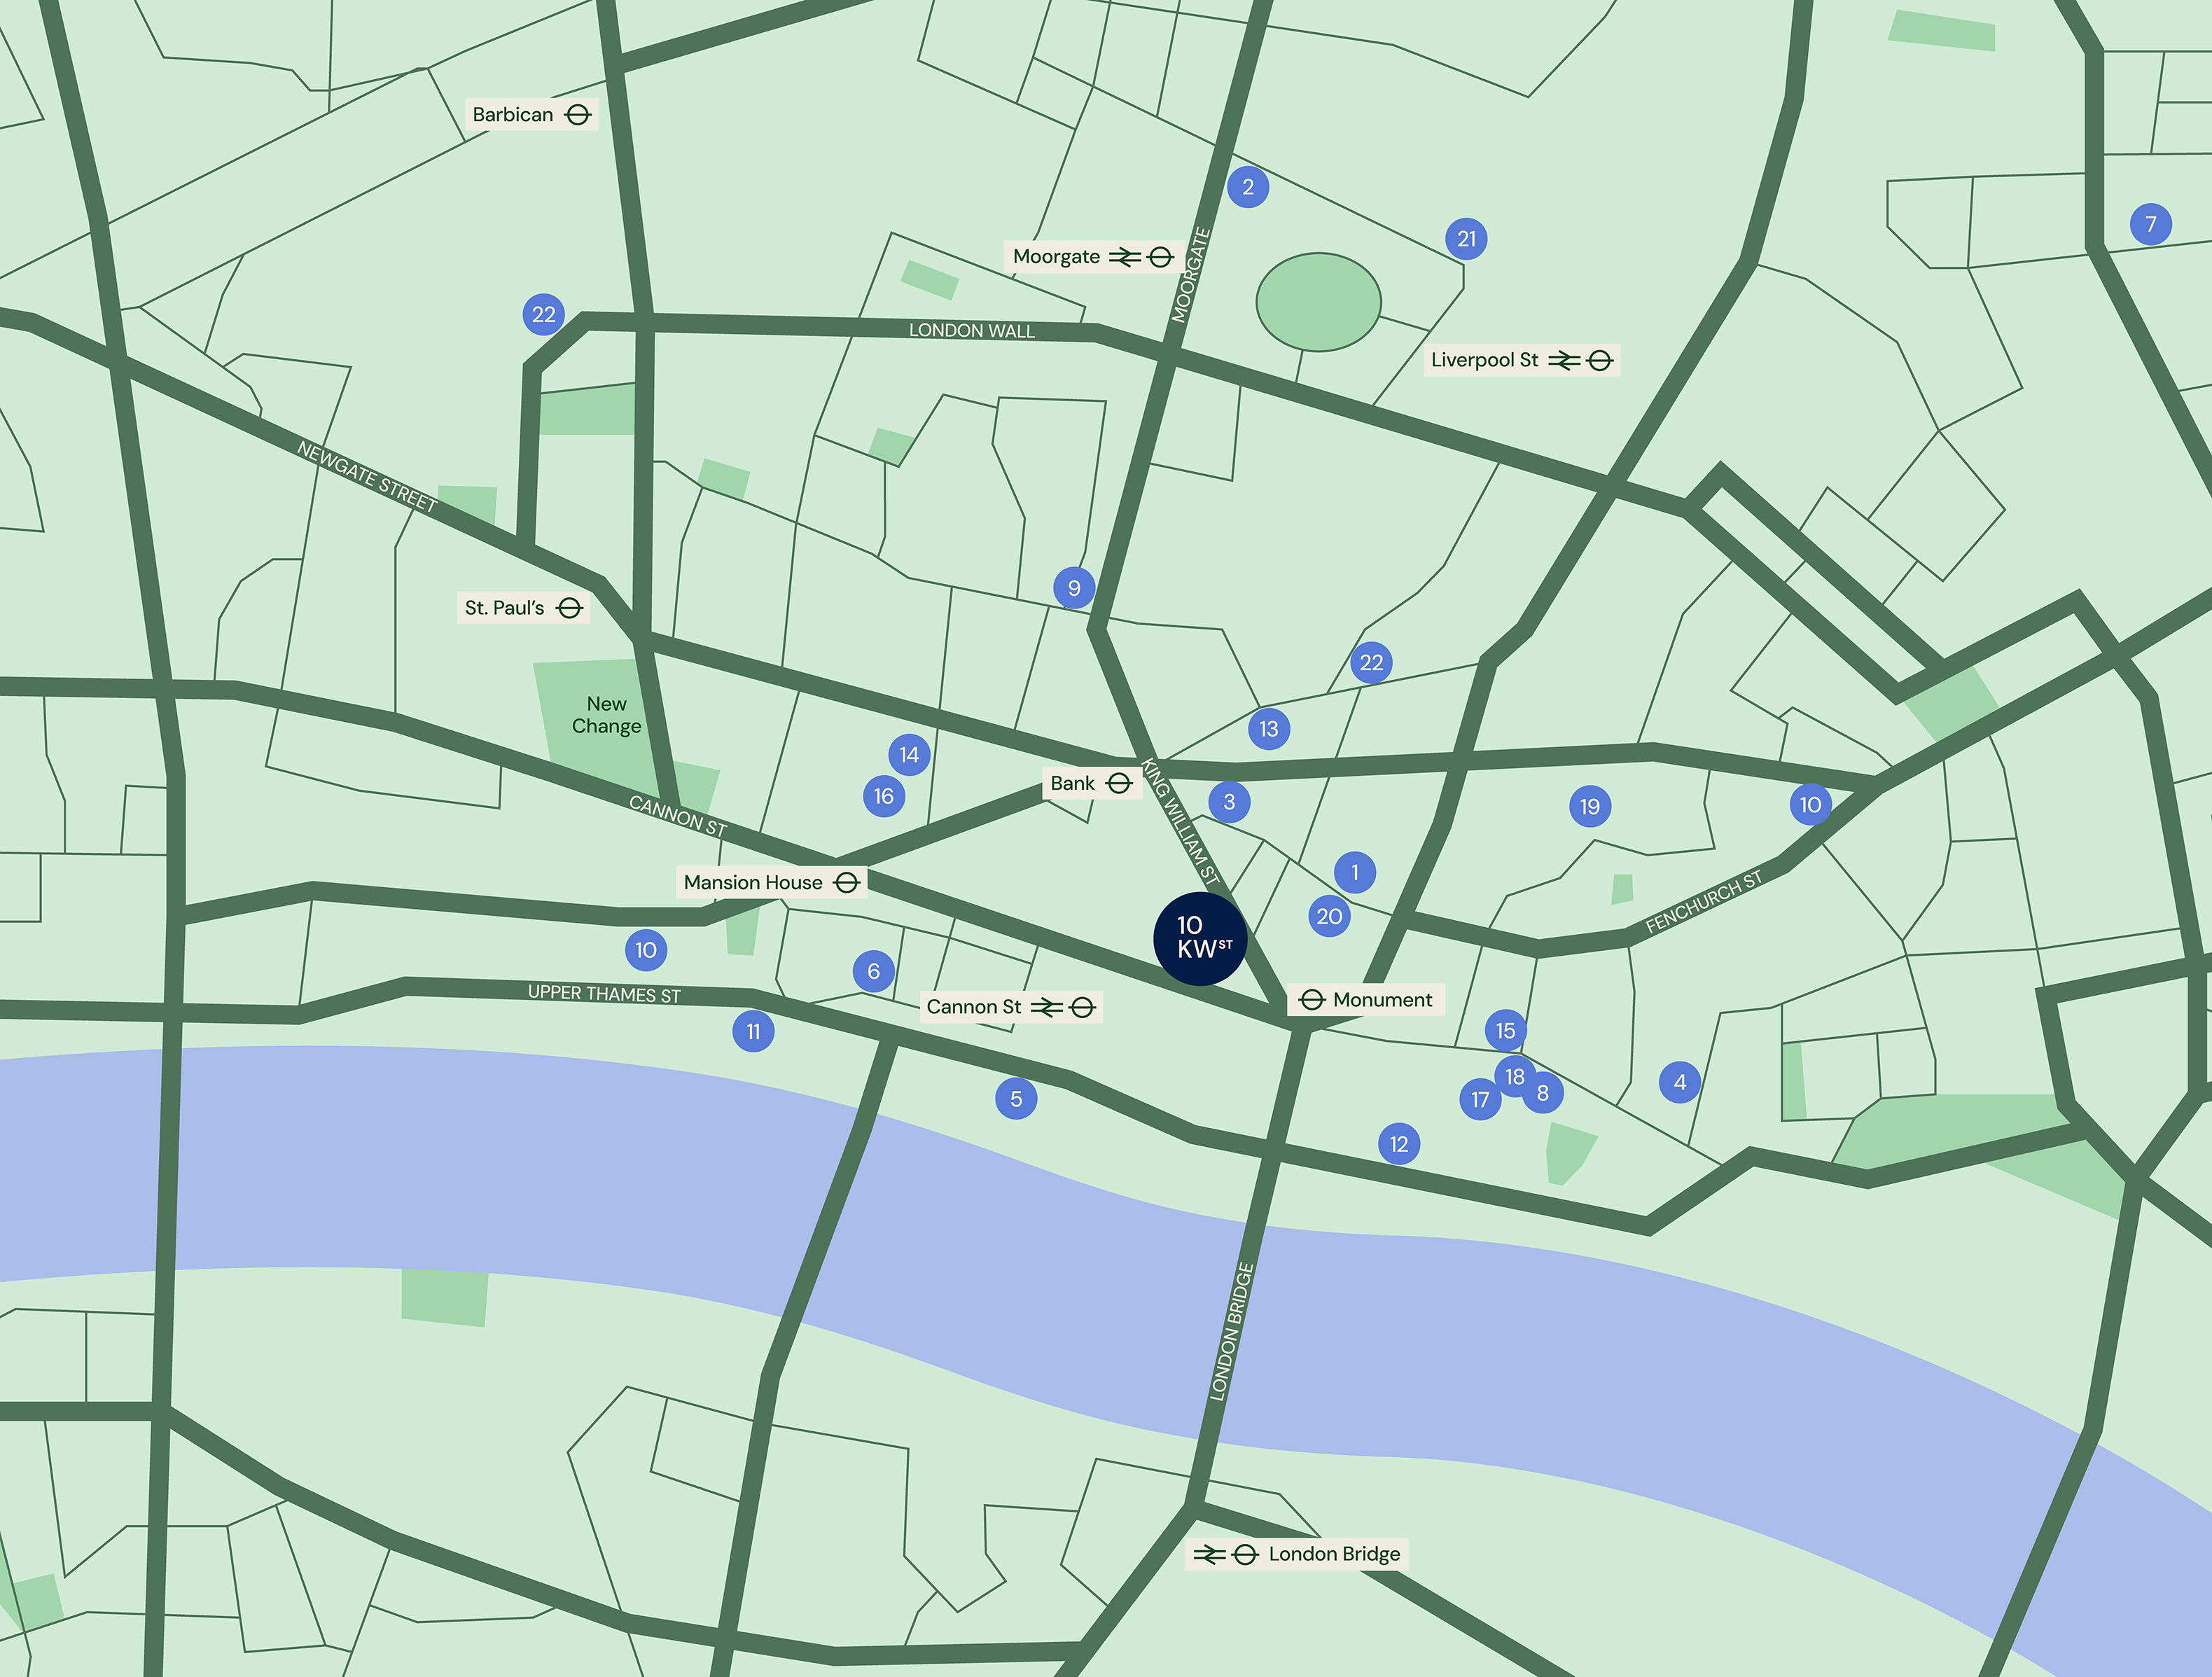 Barbican
2
7
21
Moorgate
MOORGATE
22
LONDON WALL
Liverpool St
NEWGATE STREET
9
St. Paul's
22
New
Change
13
14
Bank
16
3
19
10
KING WILLIAM ST
CANNON ST
1
Mansion House
20
FENCHURCH ST
10
KWST
10
6
UPPER THAMES ST
Cannon St
Monument
11
15
18
4
8
17
5
12
LONDON BRIDGE
London Bridge